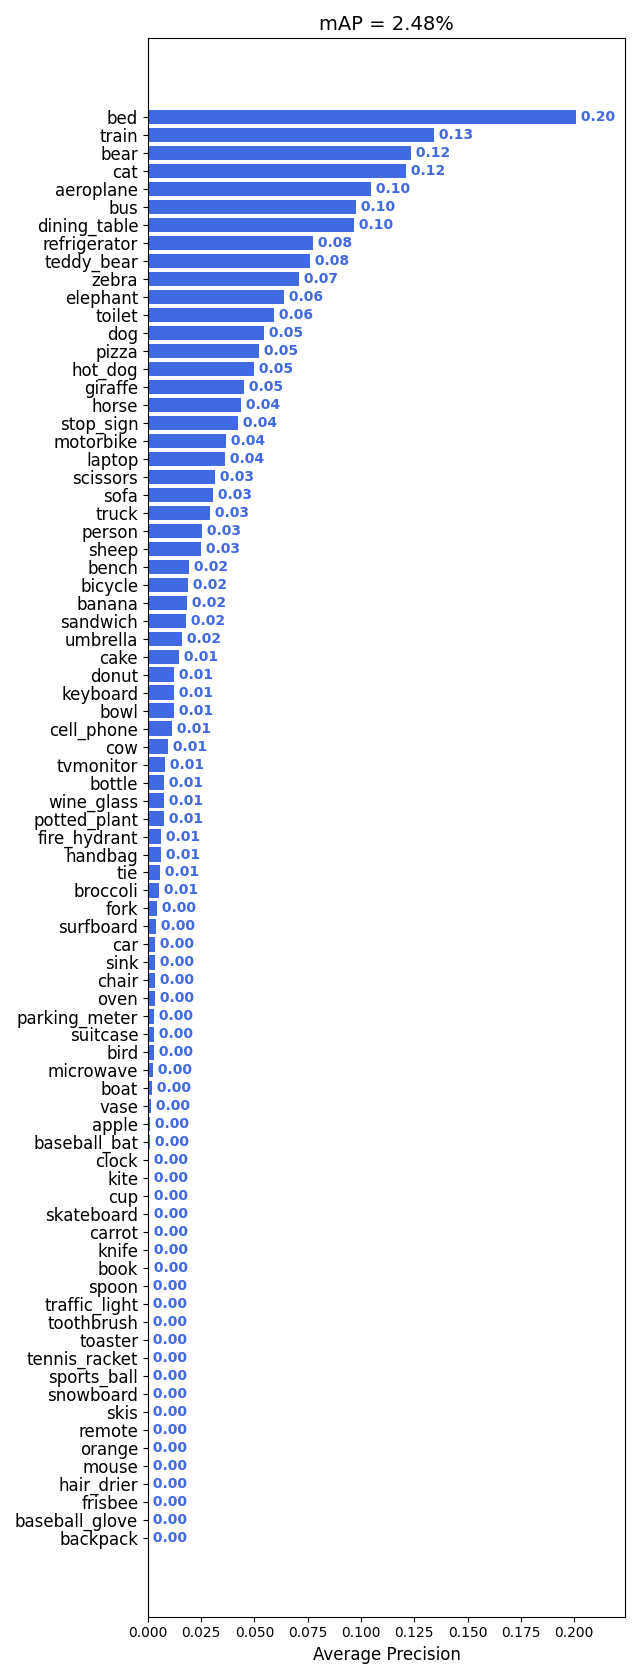 mAP = 2.48%
bed 0.20
train 0.13
bear 0.12
cat 0.12
aeroplane 0.10
bus 0.10
dining_table 0.10
refrigerator 0.08
teddy_bear 0.08
zebra 0.07
elephant 0.06
toilet 0.06
dog 0.05
pizza 0.05
hot_dog 0.05
giraffe 0.05
horse 0.04
stop_sign 0.04
motorbike 0.04
laptop 0.04
scissors 0.03
sofa 0.03
truck 0.03
person 0.03
sheep 0.03
bench 0.02
bicycle 0.02
banana 0.02
sandwich 0.02
umbrella 0.02
cake 0.01
donut 0.01
keyboard 0.01
bowl 0.01
cell_phone 0.01
cow 0.01
tvmonitor 0.01
bottle 0.01
wine_glass 0.01
potted_plant 0.01
fire_hydrant 0.01
handbag 0.01
tie 0.01
broccoli 0.01
fork 0.00
surfboard 0.00
car 0.00
sink 0.00
chair 0.00
oven 0.00
parking_meter 0.00
suitcase 0.00
bird 0.00
microwave 0.00
boat 0.00
vase 0.00
apple 0.00
baseball_bat 0.00
clock 0.00
kite 0.00
cup 0.00
skateboard 0.00
carrot 0.00
knife 0.00
book 0.00
spoon 0.00
traffic_light 0.00
toothbrush 0.00
toaster 0.00
tennis_racket 0.00
sports_ball 0.00
snowboard 0.00
skis 0.00
remote 0.00
orange 0.00
mouse 0.00
hair_drier 0.00
frisbee 0.00
baseball_glove 0.00
backpack 0.00
0.000 0.025 0.050 0.075 0.100 0.125 0.150 0.175 0.200
Average Precision